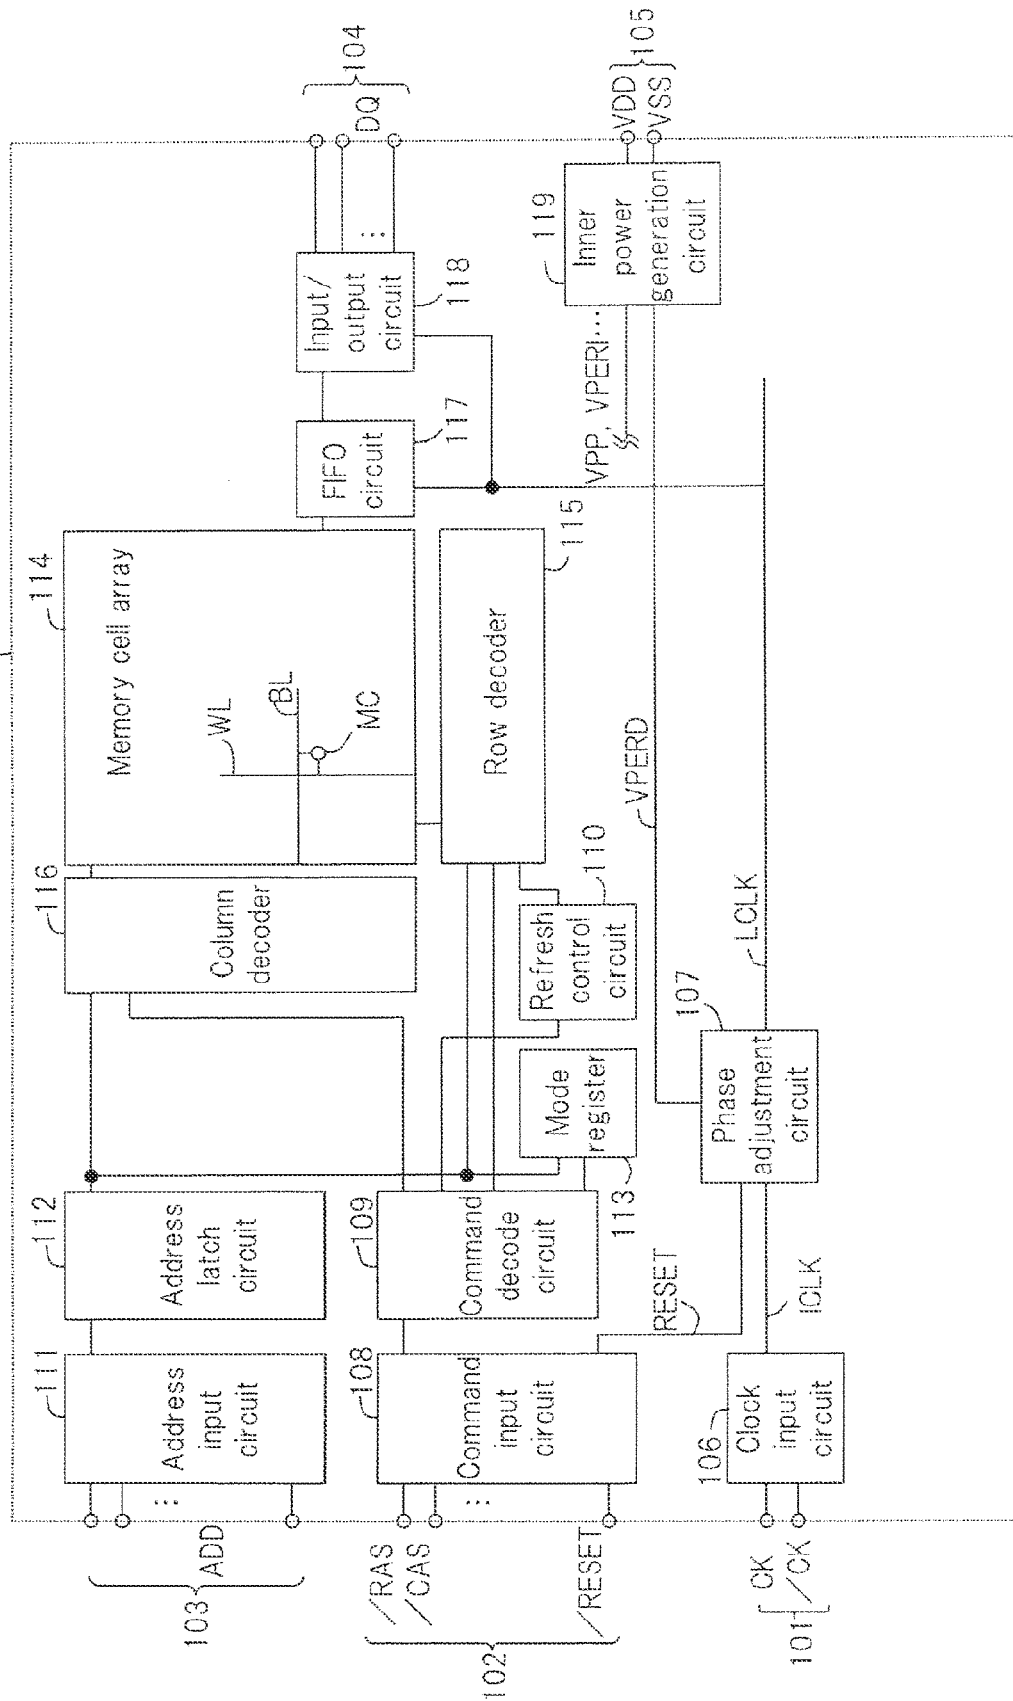 103
ADD
111
Address
input
circuit
112
Address
latch
circuit
116
Column
decoder
114
Memory cell array
WL
BL
MC
FIFO
circuit
117
Input/
output
circuit
118
DQ
104
102
/RAS
/CAS
/RESET
108
Command
input
circuit
109
Command
decode
circuit
Mode
register
113
Refresh
control
circuit
110
Row decoder
115
RESET
VPP, VPERI...
119
Inner
power
generation
circuit
VDD
VSS
105
VPERD
101
CK
/CK
106
Clock
input
circuit
ICLK
107
Phase
adjustment
circuit
LCLK